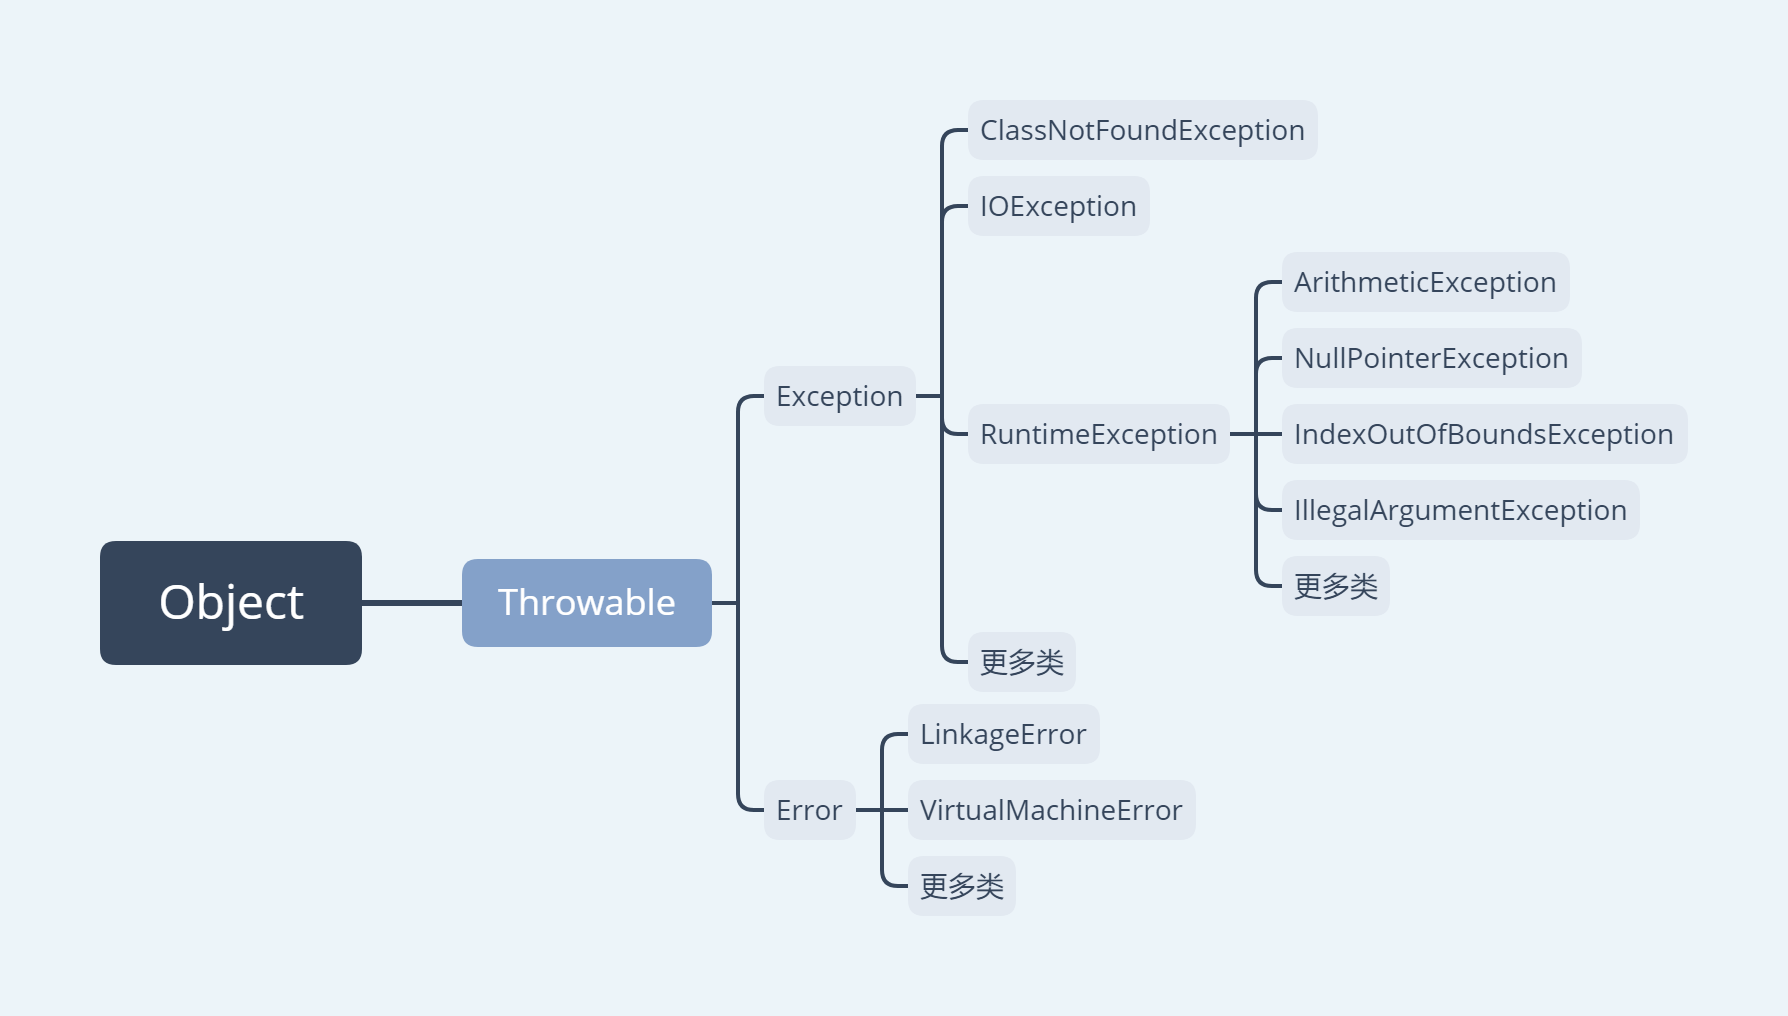 Object
Throwable
Exception
ClassNotFoundException
IOException
RuntimeException
ArithmeticException
NullPointerException
IndexOutOfBoundsException
IllegalArgumentException
更多类
更多类
Error
LinkageError
VirtualMachineError
更多类